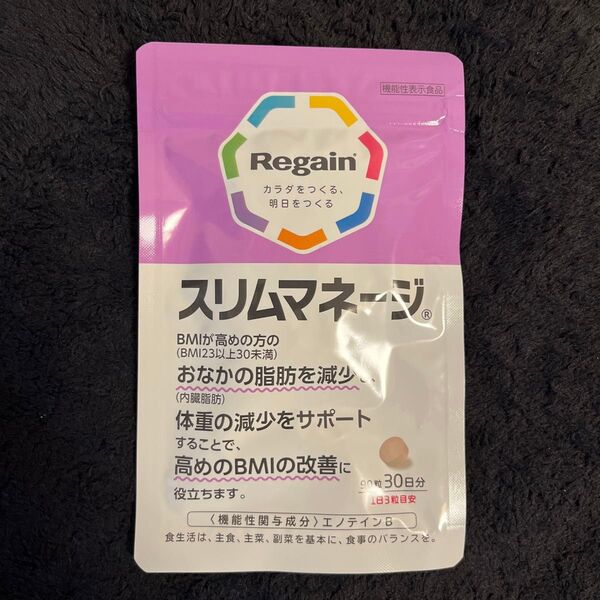 機能性表示食品
Regain®
カラダをつくる、
明日をつくる
スリムマネージ®
BMIが高めの方の
(BMI23以上30未満)
おなかの脂肪を減少し、
(内臓脂肪)
体重の減少をサポート
することで、
高めのBMIの改善に
役立ちます。
90粒30日分
1日3粒目安
〈機能性関与成分〉エノテインB
食生活は、主食、主菜、副菜を基本に、食事のバランスを。